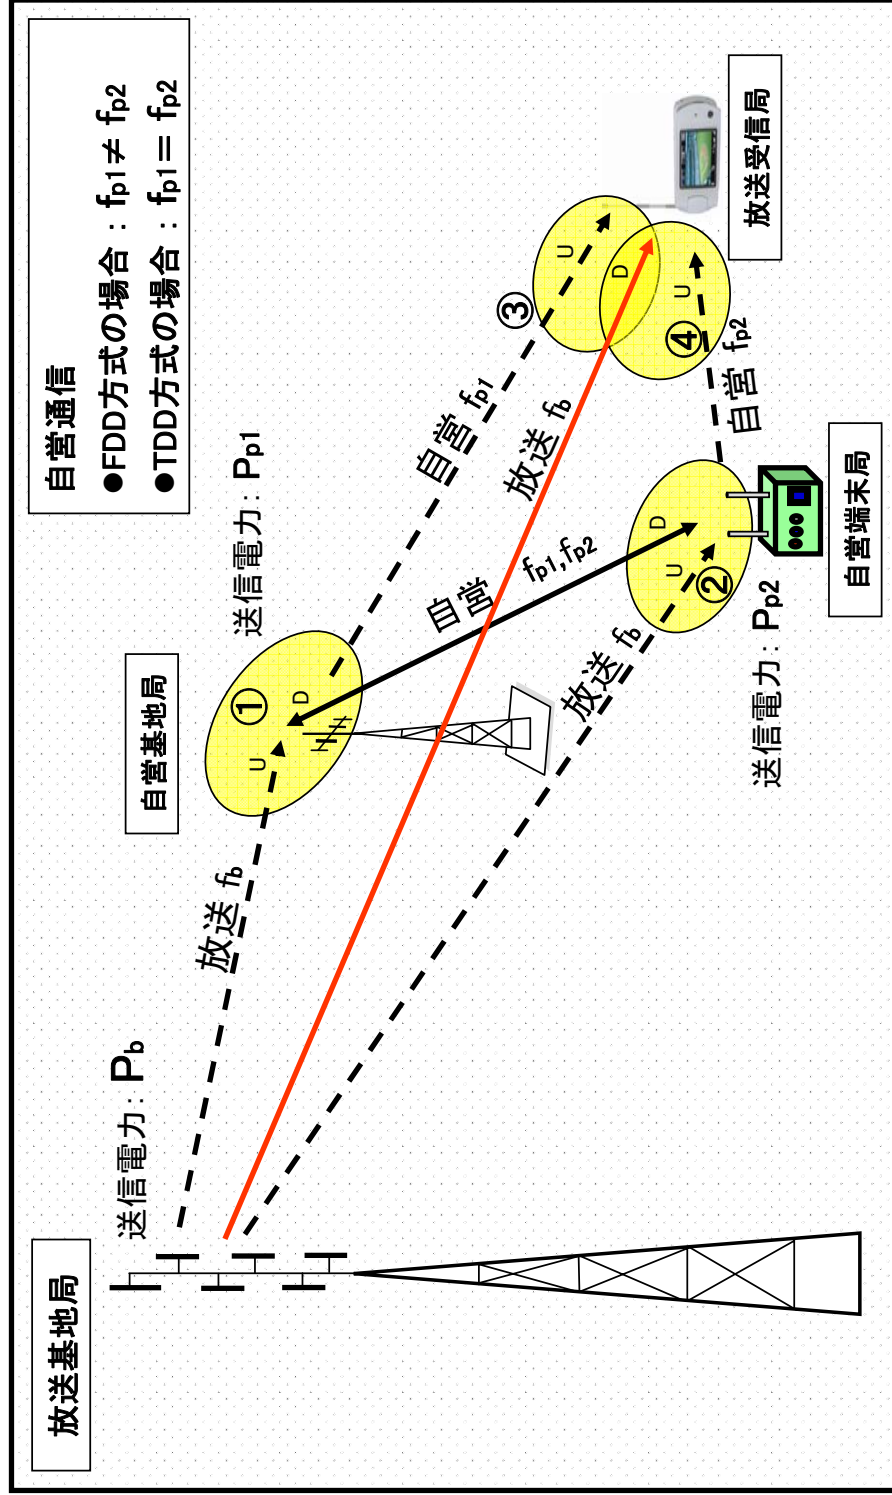 放送基地局
送信電力：Pb
放送 fb
自営基地局
送信電力：Pp1
①
U
D
自営通信
●FDD方式の場合：fp1≠ fp2
●TDD方式の場合：fp1＝ fp2
自営 fp1
③
U
放送 fb
D
自営 fp1,fp2
放送 fb
②
U
D
自営 fp2
④
U
送信電力：Pp2
自営端末局
放送受信局